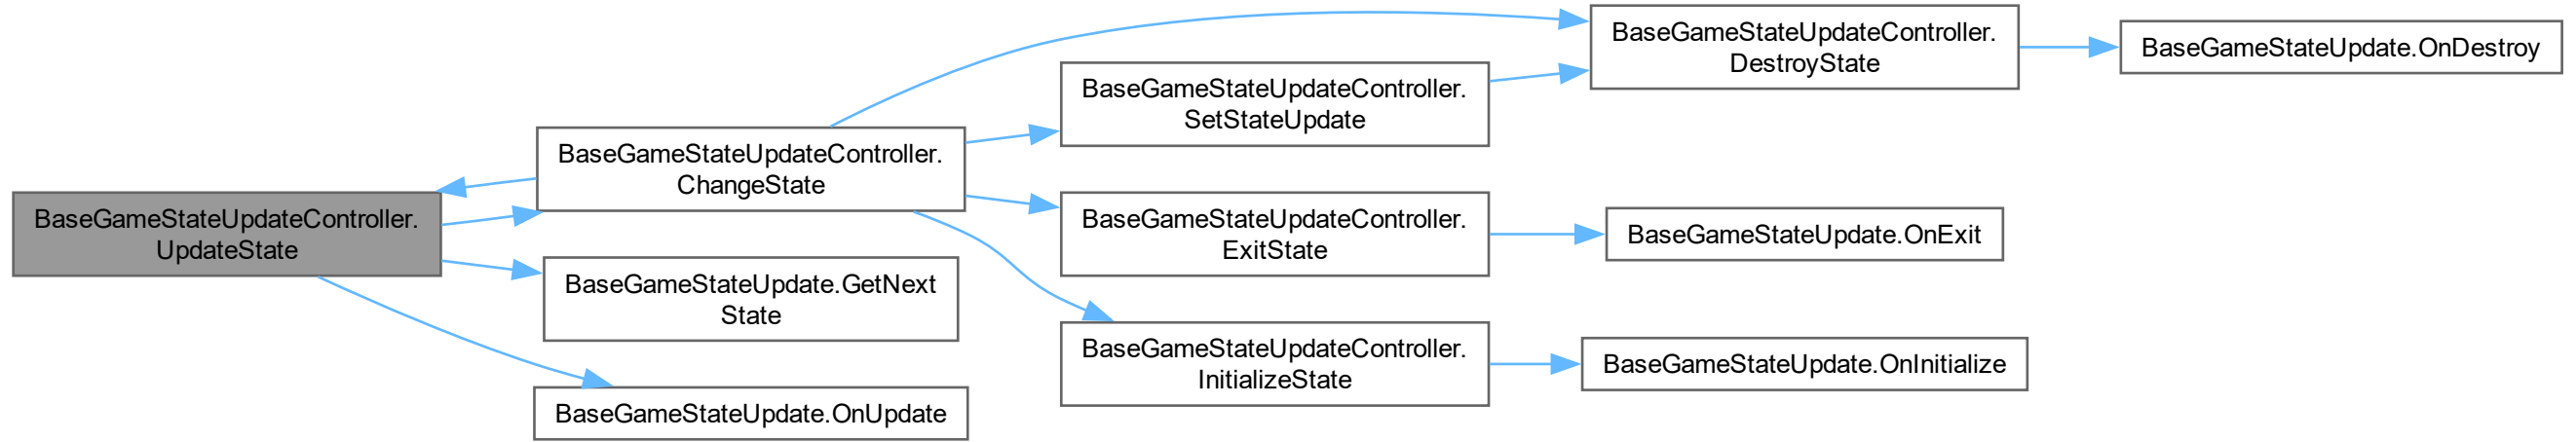 BaseGameStateUpdateController.
UpdateState
BaseGameStateUpdateController.
ChangeState
BaseGameStateUpdateController.
SetStateUpdate
BaseGameStateUpdateController.
DestroyState
BaseGameStateUpdate.OnDestroy
BaseGameStateUpdateController.
ExitState
BaseGameStateUpdate.OnExit
BaseGameStateUpdateController.
InitializeState
BaseGameStateUpdate.OnInitialize
BaseGameStateUpdate.GetNext
State
BaseGameStateUpdate.OnUpdate